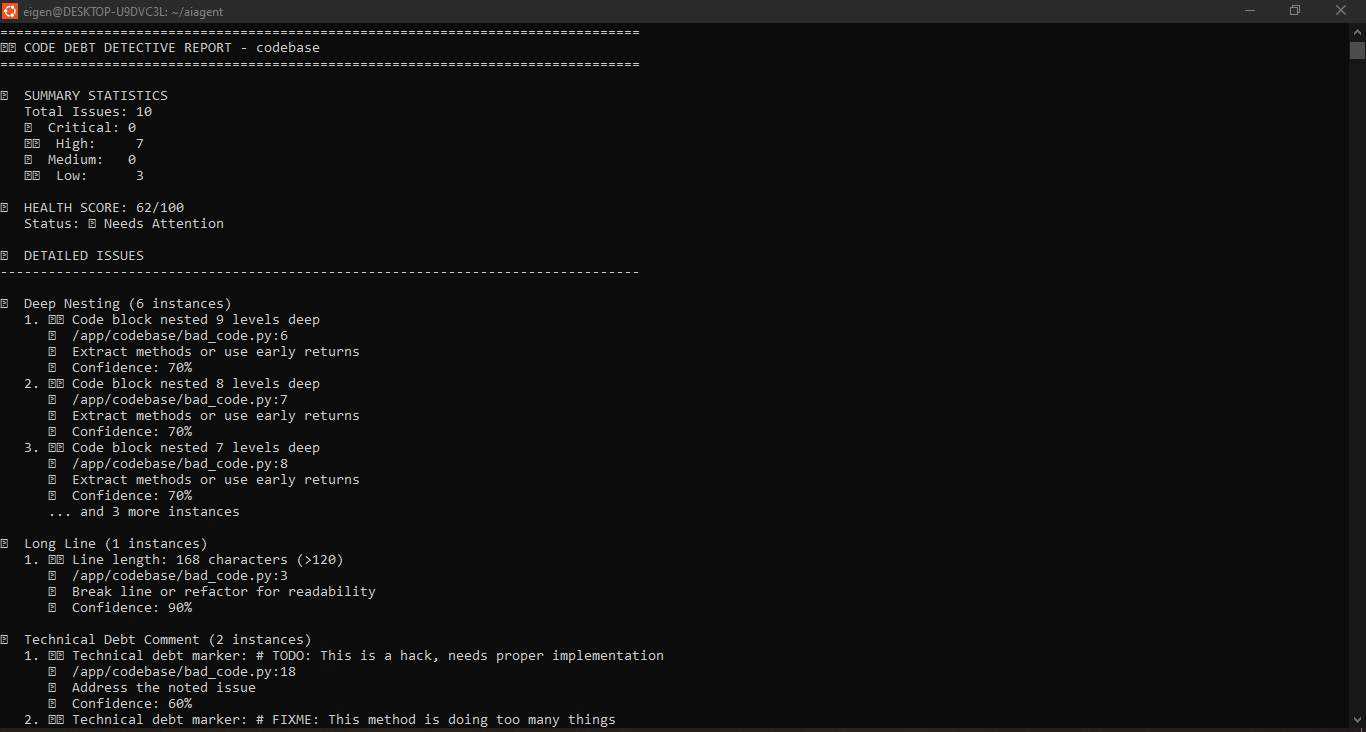 eigen@DESKTOP-U9DVC3L: ~/aiagent
================================================================================
CODE DEBT DETECTIVE REPORT - codebase
================================================================================
SUMMARY STATISTICS
Total Issues: 10
Critical: 0
High: 7
Medium: 0
Low: 3
HEALTH SCORE: 62/100
Status: Needs Attention
DETAILED ISSUES
--------------------------------------------------------------------------------
Deep Nesting (6 instances)
1. Code block nested 9 levels deep
/app/codebase/bad_code.py:6
Extract methods or use early returns
Confidence: 70%
2. Code block nested 8 levels deep
/app/codebase/bad_code.py:7
Extract methods or use early returns
Confidence: 70%
3. Code block nested 7 levels deep
/app/codebase/bad_code.py:8
Extract methods or use early returns
Confidence: 70%
... and 3 more instances
Long Line (1 instances)
1. Line length: 168 characters (>120)
/app/codebase/bad_code.py:3
Break line or refactor for readability
Confidence: 90%
Technical Debt Comment (2 instances)
1. Technical debt marker: # TODO: This is a hack, needs proper implementation
/app/codebase/bad_code.py:18
Address the noted issue
Confidence: 60%
2. Technical debt marker: # FIXME: This method is doing too many things